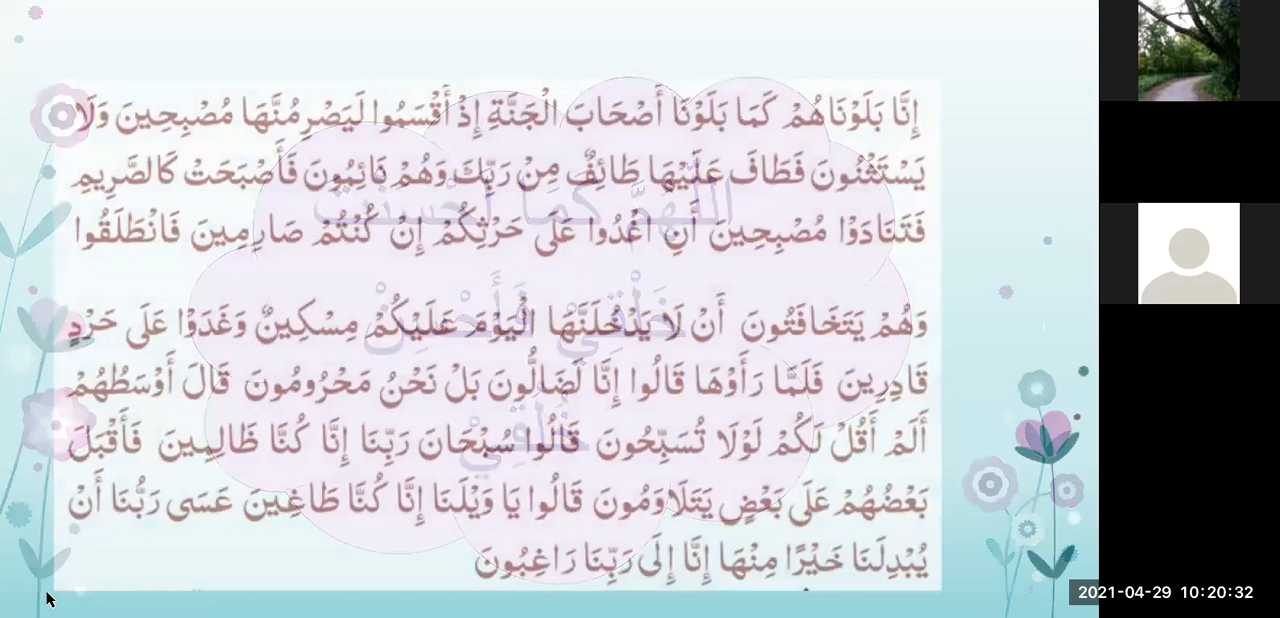 إِنَّا بَلَوْنَاهُمْ كَمَا بَلَوْنَا أَصْحَابَ الْجَنَّةِ إِذْ أَقْسَمُوا لَيَصْرِمُنَّهَا مُصْبِحِينَ وَلَا
يَسْتَثْنُونَ فَطَافَ عَلَيْهَا طَائِفٌ مِنْ رَبِّكَ وَهُمْ نَائِمُونَ فَأَصْبَحَتْ كَالصَّرِيمِ
فَتَنَادَوْا مُصْبِحِينَ أَنِ اغْدُوا عَلَى حَرْثِكُمْ إِنْ كُنْتُمْ صَارِمِينَ فَانْطَلَقُوا
وَهُمْ يَتَخَافَتُونَ أَنْ لَا يَدْخُلَنَّهَا الْيَوْمَ عَلَيْكُمْ مِسْكِينٌ وَغَدَوْا عَلَى حَرْدٍ
قَادِرِينَ فَلَمَّا رَأَوْهَا قَالُوا إِنَّا لَضَالُّونَ بَلْ نَحْنُ مَحْرُومُونَ قَالَ أَوْسَطُهُمْ
أَلَمْ أَقُلْ لَكُمْ لَوْلَا تُسَبِّحُونَ قَالُوا سُبْحَانَ رَبِّنَا إِنَّا كُنَّا ظَالِمِينَ فَأَقْبَلَ
بَعْضُهُمْ عَلَى بَعْضٍ يَتَلَاوَمُونَ قَالُوا يَا وَيْلَنَا إِنَّا كُنَّا طَاغِينَ عَسَى رَبُّنَا أَنْ
يُبْدِلَنَا خَيْرًا مِنْهَا إِنَّا إِلَى رَبِّنَا رَاغِبُونَ
اللَّهُمَّ كَمَا أَحْسَنْتَ
خَلْقِي فَأَحْسِنْ
خُلُقِي
2021-04-29 10:20:32